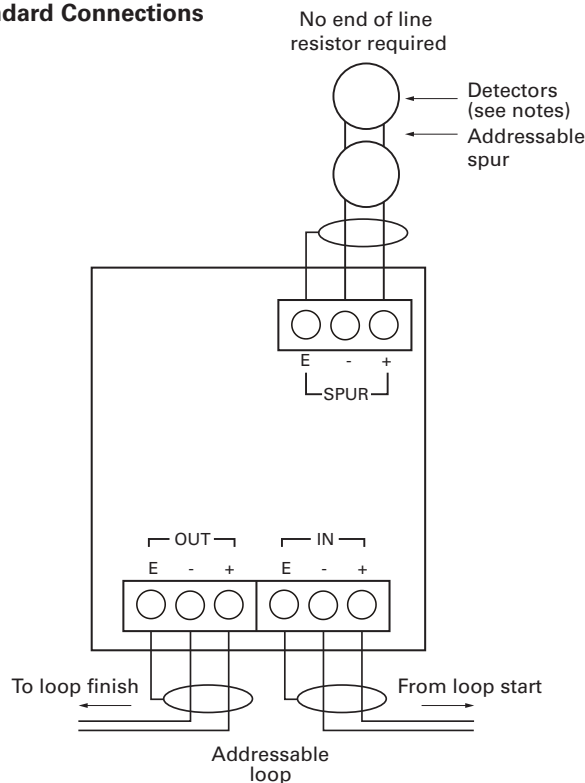 ndard Connections
No end of line
resistor required
Detectors
(see notes)
Addressable
spur
E - +
SPUR
OUT IN
E - + E - +
To loop finish
From loop start
Addressable
loop